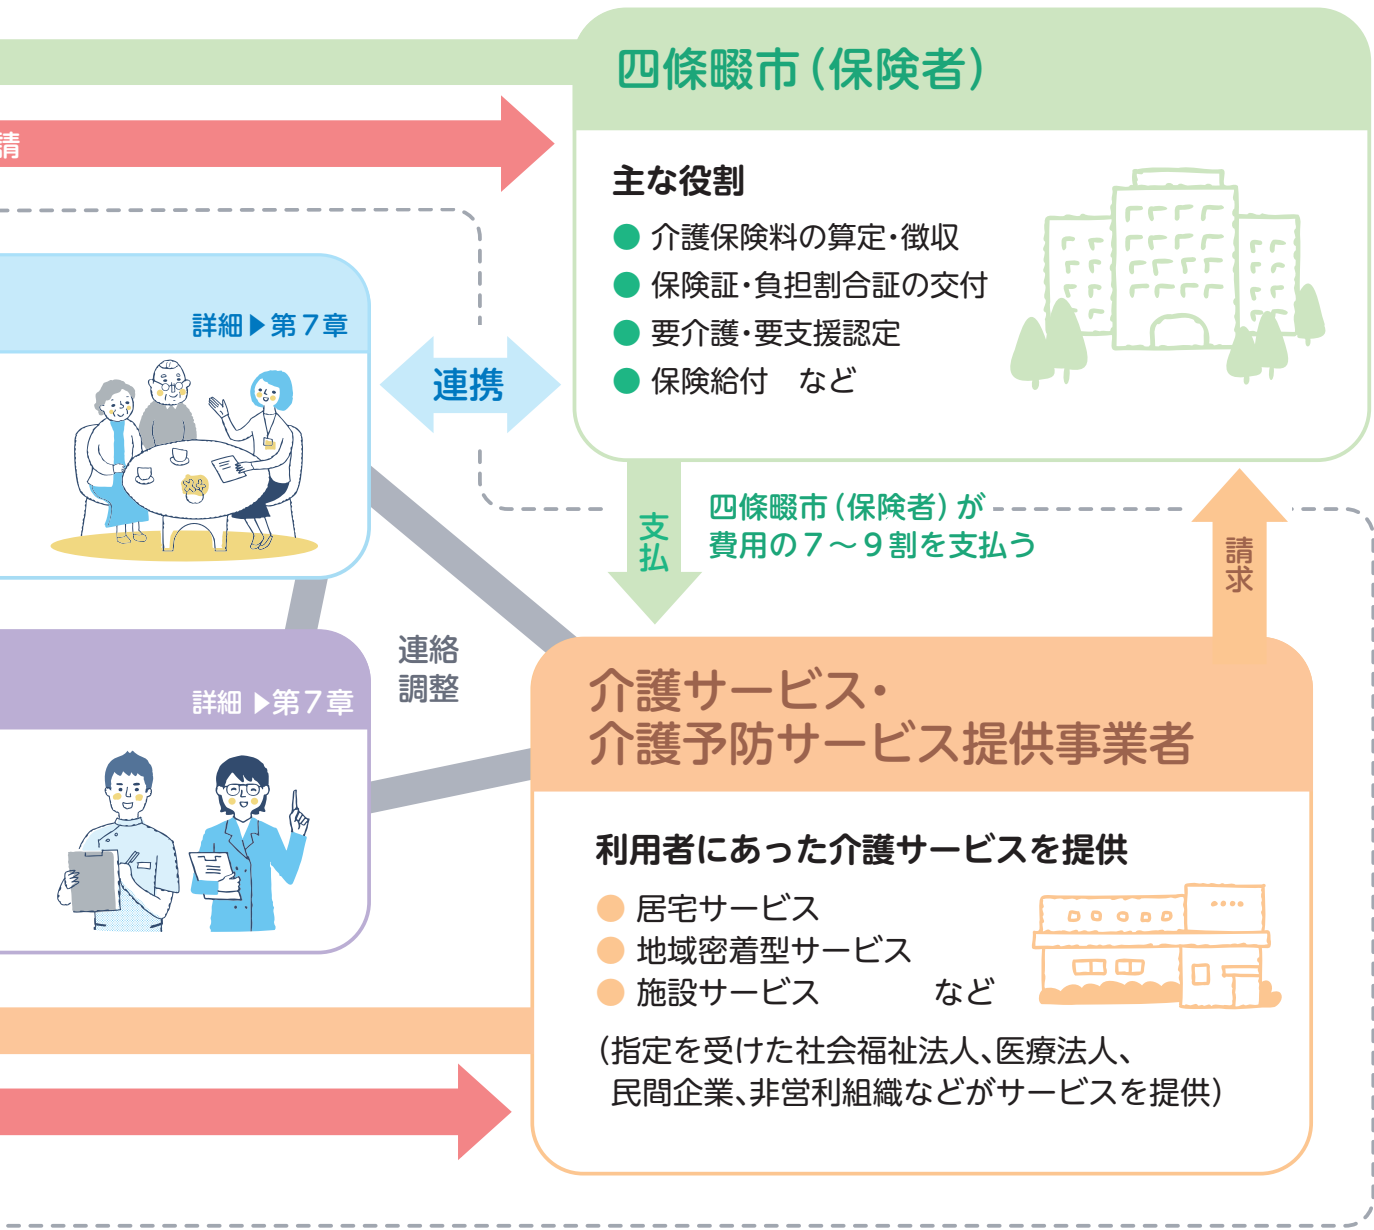 四條畷市（保険者）
請
主な役割
● 介護保険料の算定・徴収
● 保険証・負担割合証の交付
● 要介護・要支援認定
● 保険給付　など
詳細▶第７章
連携
支払
四條畷市（保険者）が
費用の７～９割を支払う
請求
連絡
調整
詳細 ▶第７章
介護サービス・
介護予防サービス提供事業者
利用者にあった介護サービスを提供
● 居宅サービス
● 地域密着型サービス
● 施設サービス　　　など
（指定を受けた社会福祉法人、医療法人、
民間企業、非営利組織などがサービスを提供）